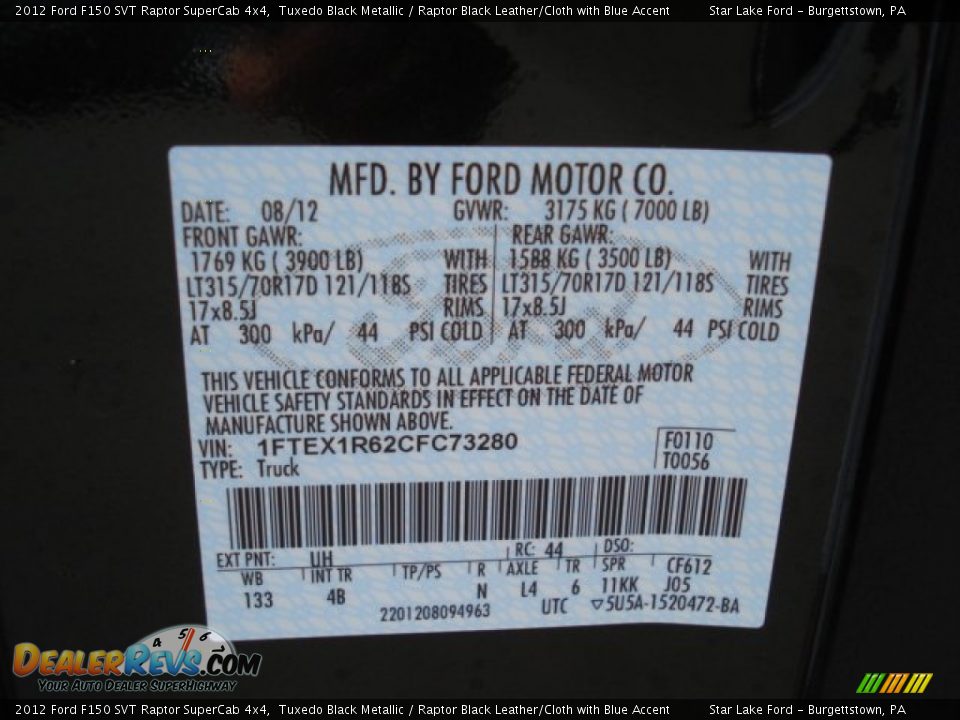 2012 Ford F150 SVT Raptor SuperCab 4x4, Tuxedo Black Metallic / Raptor Black Leather/Cloth with Blue Accent Star Lake Ford - Burgettstown, PA
MFD. BY FORD MOTOR CO.
DATE: 08/12 GVWR: 3175 KG ( 7000 LB)
FRONT GAWR: REAR GAWR:
1769 KG ( 3900 LB) WITH 1588 KG ( 3500 LB) WITH
LT315/70R17D 121/118S TIRES LT315/70R17D 121/118S TIRES
17x8.5J RIMS 17x8.5J RIMS
AT 300 kPa/ 44 PSI COLD AT 300 kPa/ 44 PSI COLD
THIS VEHICLE CONFORMS TO ALL APPLICABLE FEDERAL MOTOR
VEHICLE SAFETY STANDARDS IN EFFECT ON THE DATE OF
MANUFACTURE SHOWN ABOVE.
VIN: 1FTEX1R62CFC73280 F0110
TYPE: Truck T0056
EXT PNT: UH RC: 44 DSO:
WB INT TR TP/PS R AXLE TR SPR CF612
133 4B N L4 6 11KK J05
2201208094963 UTC ▽5U5A-1520472-BA
4 5 6
DEALERREVS.COM
YOUR AUTO DEALER SUPERHIGHWAY
2012 Ford F150 SVT Raptor SuperCab 4x4, Tuxedo Black Metallic / Raptor Black Leather/Cloth with Blue Accent Star Lake Ford - Burgettstown, PA